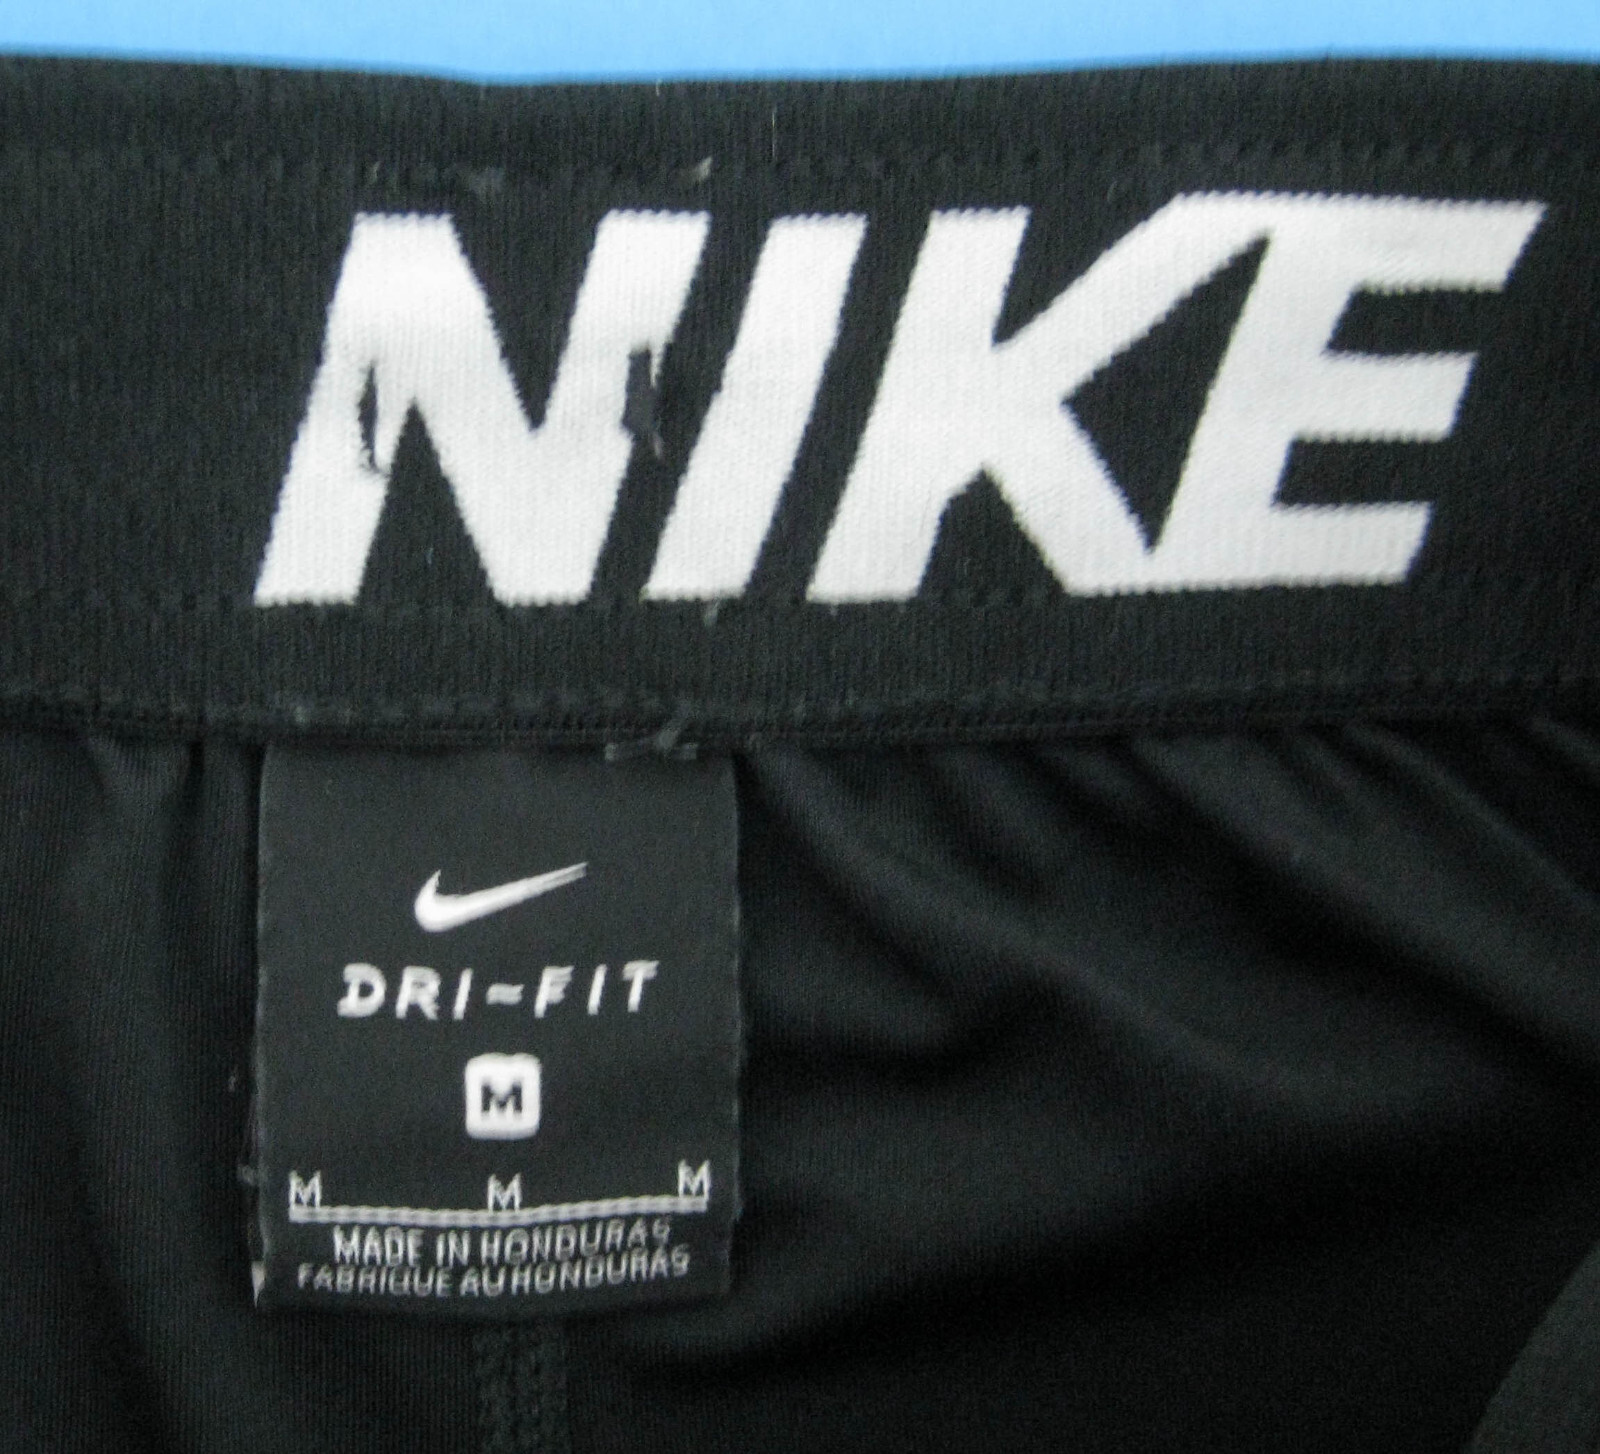 NIKE
DRI-FIT
M
M M M
MADE IN HONDURAS
FABRIQUE AU HONDURAS